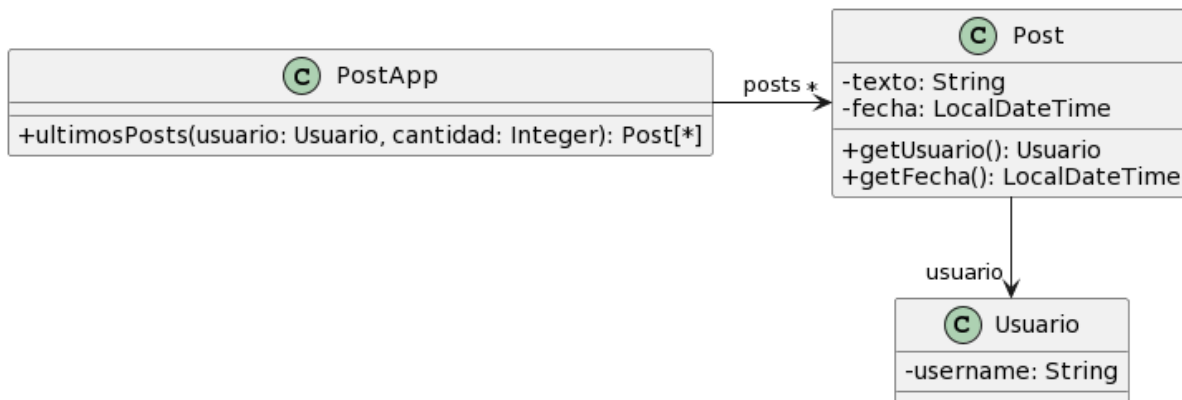 C PostApp
+ultimosPosts(usuario: Usuario, cantidad: Integer): Post[*]
posts *
C Post
-texto: String
-fecha: LocalDateTime
+getUsuario(): Usuario
+getFecha(): LocalDateTime
usuario
C Usuario
-username: String